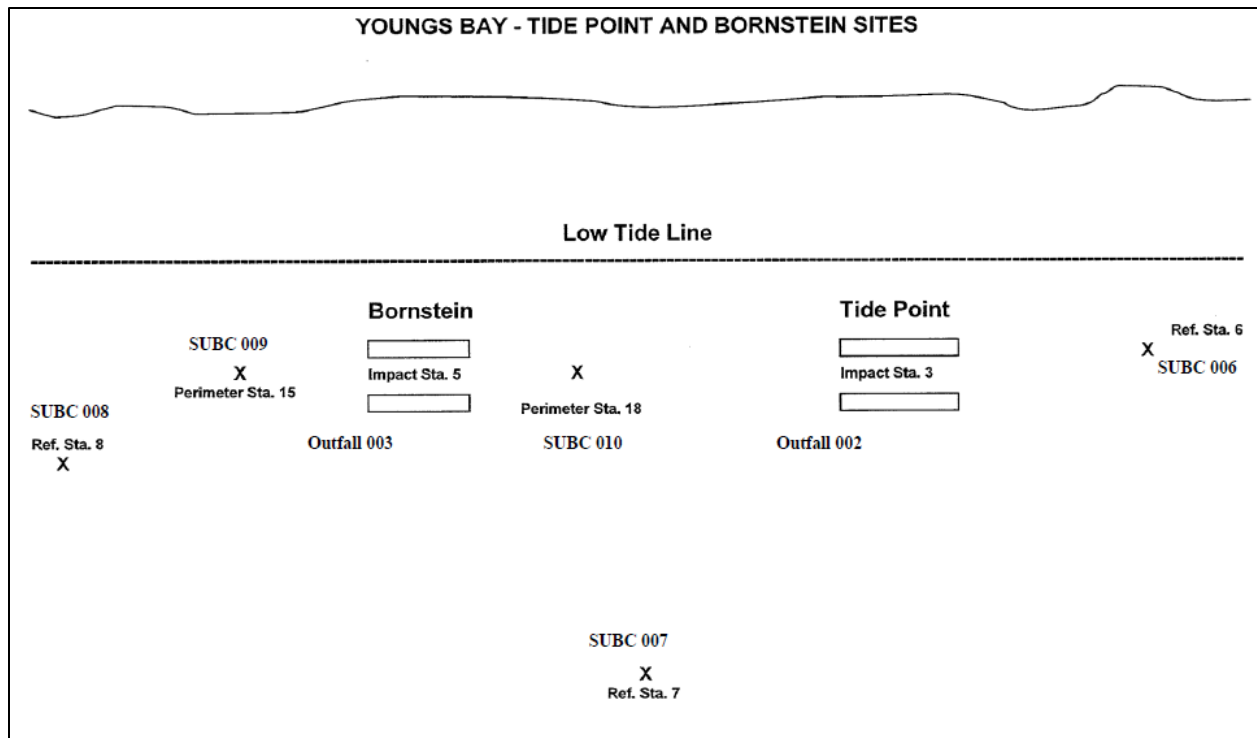 YOUNGS BAY - TIDE POINT AND BORNSTEIN SITES
Low Tide Line
Bornstein
Tide Point
Ref. Sta. 6
SUBC 009
SUBC 006
Impact Sta. 5
Impact Sta. 3
X
X
X
Perimeter Sta. 15
Perimeter Sta. 18
SUBC 008
Ref. Sta. 8
X
Outfall 003
SUBC 010
Outfall 002
SUBC 007
X
Ref. Sta. 7